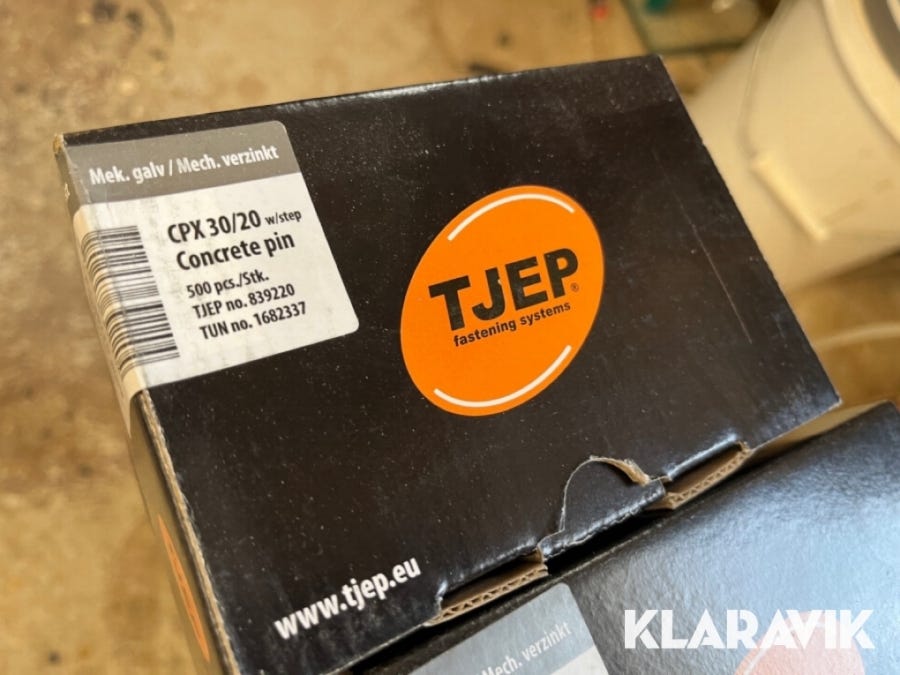 Mek. galv / Mech. verzinkt
CPX 30/20 w/step
Concrete pin
500 pcs./Stk.
TJEP no. 839220
TUN no. 1682337
TJEP®
fastening systems
www.tjep.eu
Mech. verzinkt
KLARAVIK